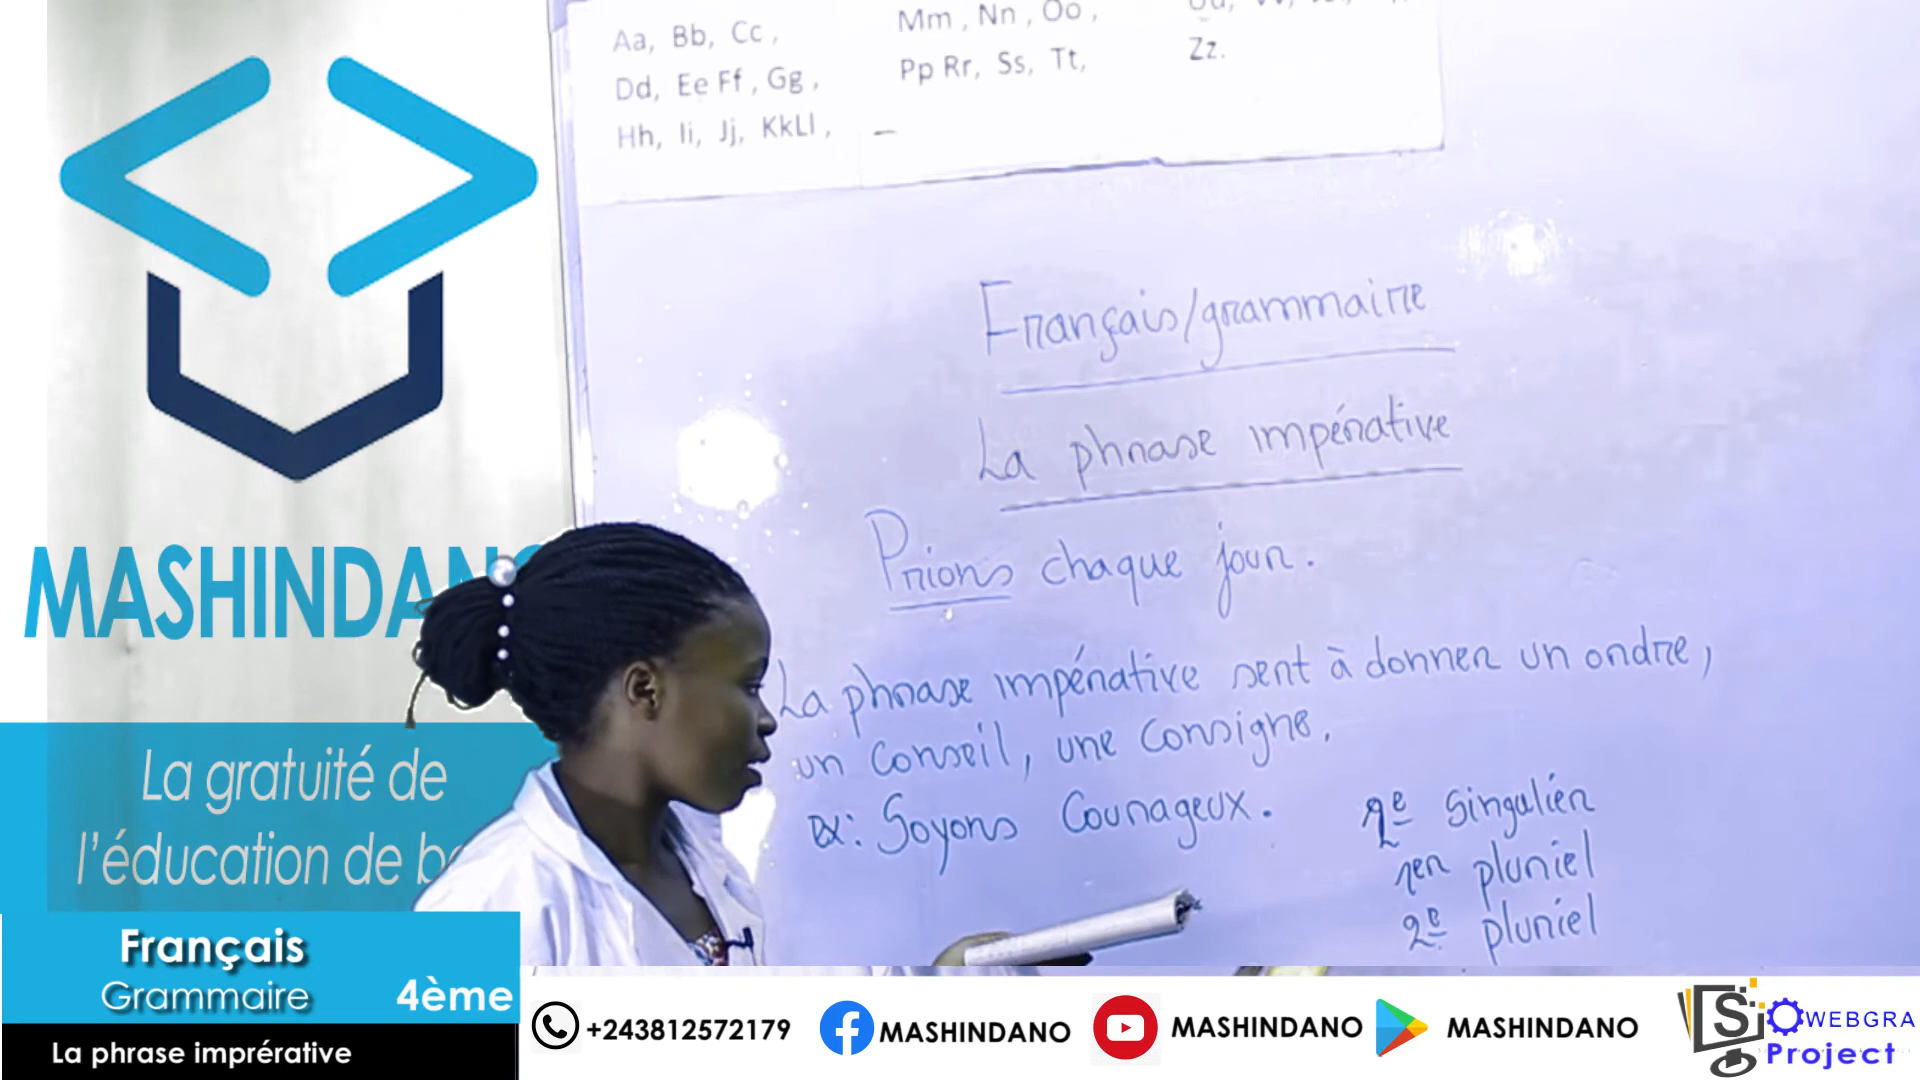 Aa, Bb, Cc,
Dd, Ee Ff, Gg,
Hh, Ii, Jj, KkLl,
Mm, Nn, Oo,
Pp Rr, Ss, Tt,
Zz.
Français/grammaire
La phrase impérative
Prions chaque jour.
La phrase impérative sert à donner un ordre,
un conseil, une consigne.
ex: Soyons Courageux.
2e Singulier
1er pluriel
2e pluriel
MASHINDANO
La gratuité de
l'éducation de
Français
Grammaire 4ème
La phrase imprérative
+243812572179
MASHINDANO
MASHINDANO
MASHINDANO
WEBGRA
Project